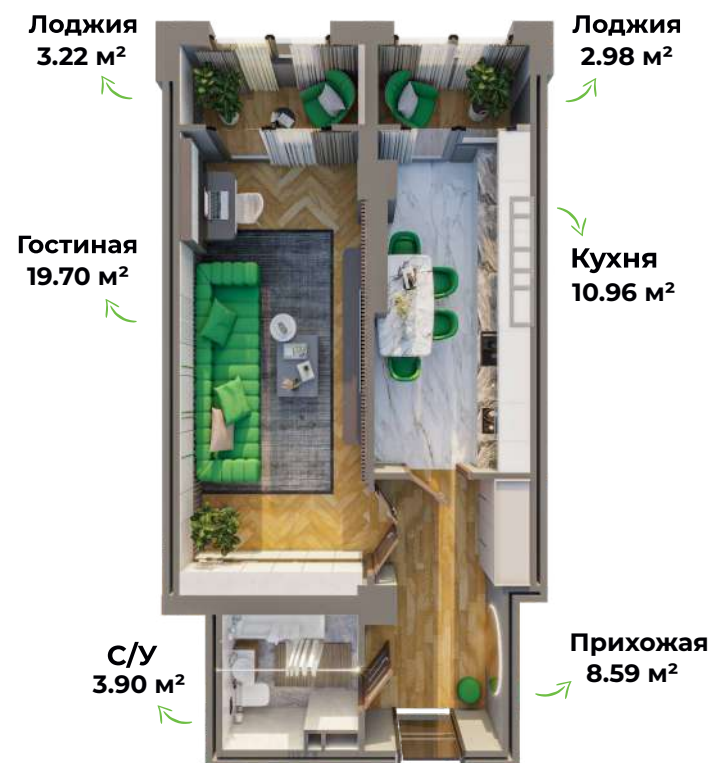 Лоджия
3.22 м²
Лоджия
2.98 м²
Гостиная
19.70 м²
Кухня
10.96 м²
С/У
3.90 м²
Прихожая
8.59 м²